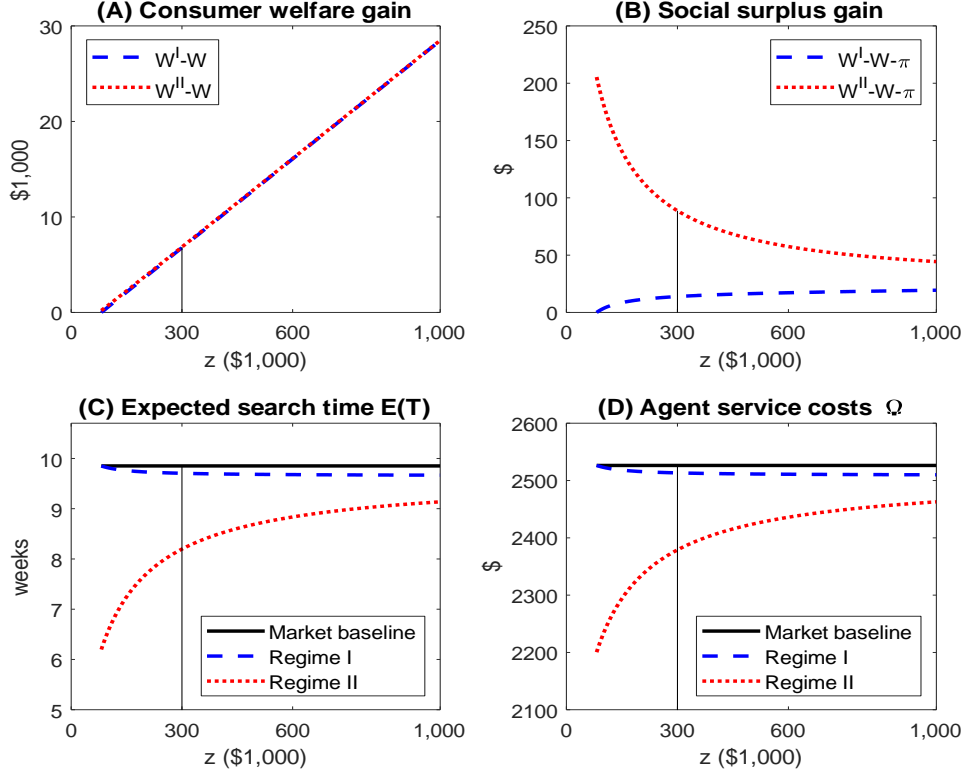 (A) Consumer welfare gain
30
20
10
0
$1,000
W^I-W
W^II-W
0 300 600 1,000
z ($1,000)
(B) Social surplus gain
250
200
150
100
50
0
$
W^I-W-π
W^II-W-π
0 300 600 1,000
z ($1,000)
(C) Expected search time E(T)
10
9
8
7
6
5
weeks
Market baseline
Regime I
Regime II
0 300 600 1,000
z ($1,000)
(D) Agent service costs Ω
2600
2500
2400
2300
2200
2100
$
Market baseline
Regime I
Regime II
0 300 600 1,000
z ($1,000)